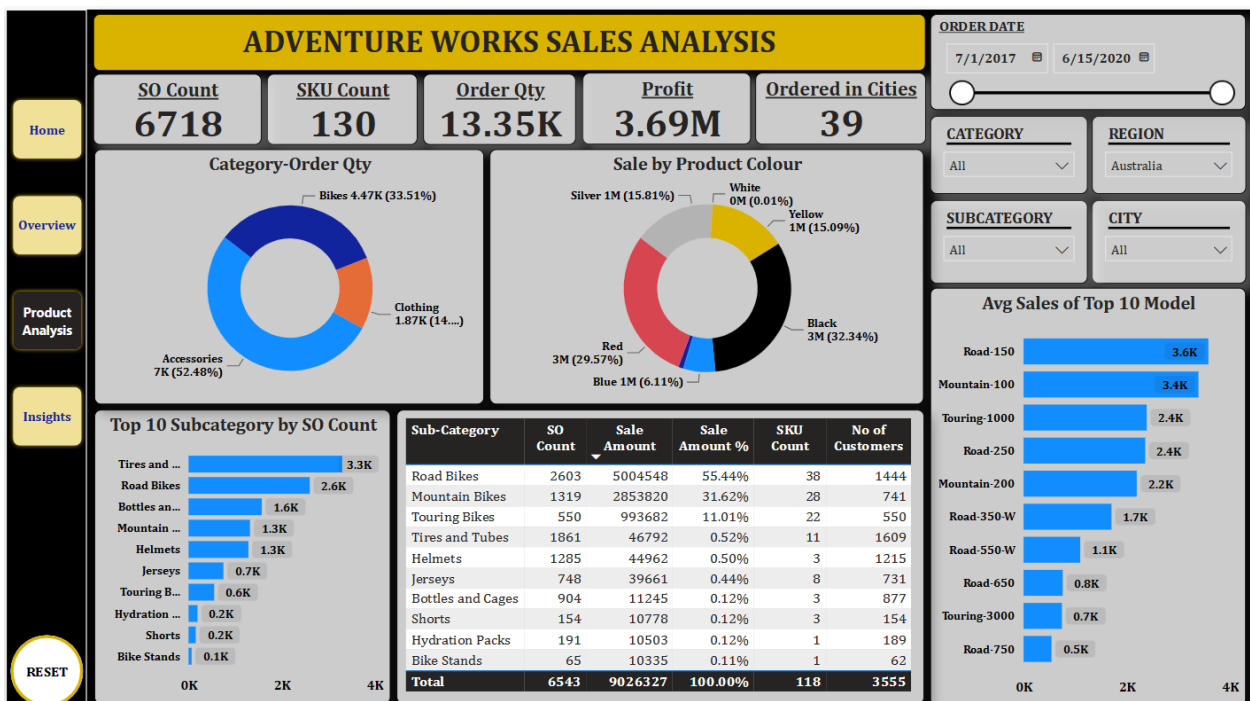 ADVENTURE WORKS SALES ANALYSIS
ORDER DATE
7/1/2017 6/15/2020
SO Count
6718
SKU Count
130
Order Qty
13.35K
Profit
3.69M
Ordered in Cities
39
Home
Overview
Product
Analysis
Insights
RESET
CATEGORY
All
REGION
Australia
SUBCATEGORY
All
CITY
All
Category-Order Qty
Bikes 4.47K (33.51%)
Clothing
1.87K (14....)
Accessories
7K (52.48%)
Sale by Product Colour
Silver 1M (15.81%)
White
0M (0.01%)
Yellow
1M (15.09%)
Black
3M (32.34%)
Red
3M (29.57%)
Blue 1M (6.11%)
Avg Sales of Top 10 Model
Road-150 3.6K
Mountain-100 3.4K
Touring-1000 2.4K
Road-250 2.4K
Mountain-200 2.2K
Road-350-W 1.7K
Road-550-W 1.1K
Road-650 0.8K
Touring-3000 0.7K
Road-750 0.5K
0K 2K 4K
Top 10 Subcategory by SO Count
Tires and ... 3.3K
Road Bikes 2.6K
Bottles an... 1.6K
Mountain ... 1.3K
Helmets 1.3K
Jerseys 0.7K
Touring B... 0.6K
Hydration ... 0.2K
Shorts 0.2K
Bike Stands 0.1K
0K 2K 4K
Sub-Category SO Sale Sale SKU No of
Count Amount Amount % Count Customers
Road Bikes 2603 5004548 55.44% 38 1444
Mountain Bikes 1319 2853820 31.62% 28 741
Touring Bikes 550 993682 11.01% 22 550
Tires and Tubes 1861 46792 0.52% 11 1609
Helmets 1285 44962 0.50% 3 1215
Jerseys 748 39661 0.44% 8 731
Bottles and Cages 904 11245 0.12% 3 877
Shorts 154 10778 0.12% 3 154
Hydration Packs 191 10503 0.12% 1 189
Bike Stands 65 10335 0.11% 1 62
Total 6543 9026327 100.00% 118 3555